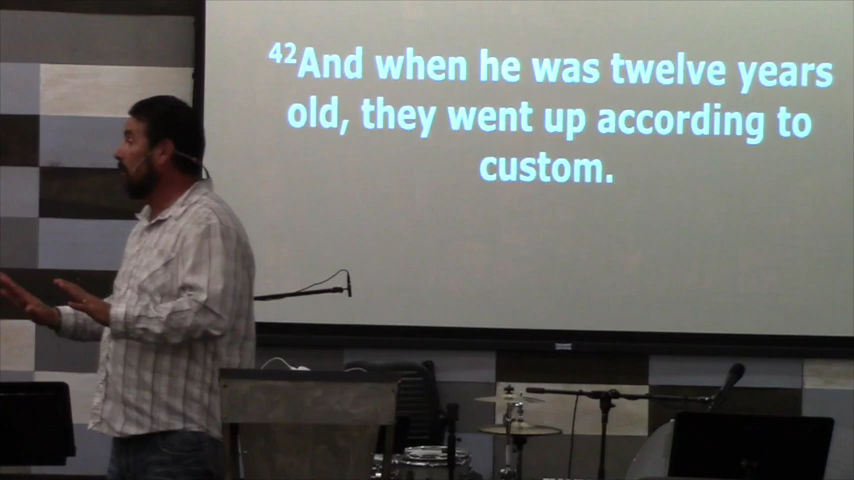 42And when he was twelve years
old, they went up according to
custom.